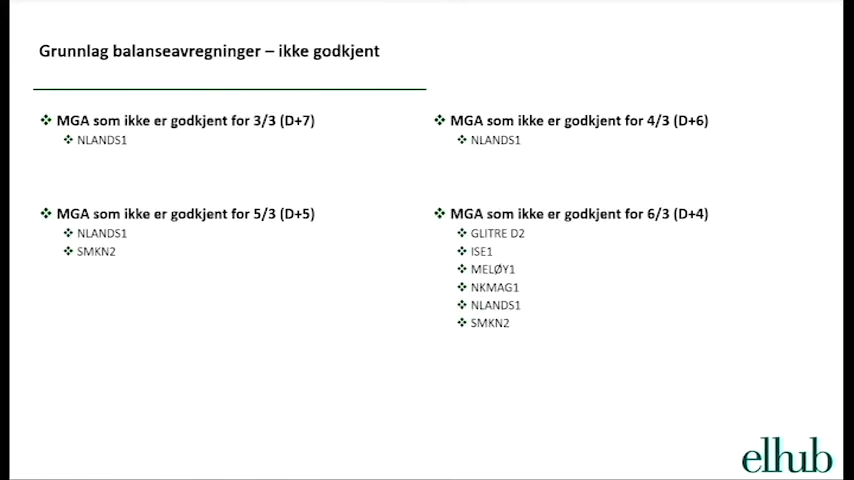 Grunnlag balanseavregninger – ikke godkjent
❖ MGA som ikke er godkjent for 3/3 (D+7)
❖ NLANDS1
❖ MGA som ikke er godkjent for 4/3 (D+6)
❖ NLANDS1
❖ MGA som ikke er godkjent for 5/3 (D+5)
❖ NLANDS1
❖ SMKN2
❖ MGA som ikke er godkjent for 6/3 (D+4)
❖ GLITRE D2
❖ ISE1
❖ MELØY1
❖ NKMAG1
❖ NLANDS1
❖ SMKN2
elhub